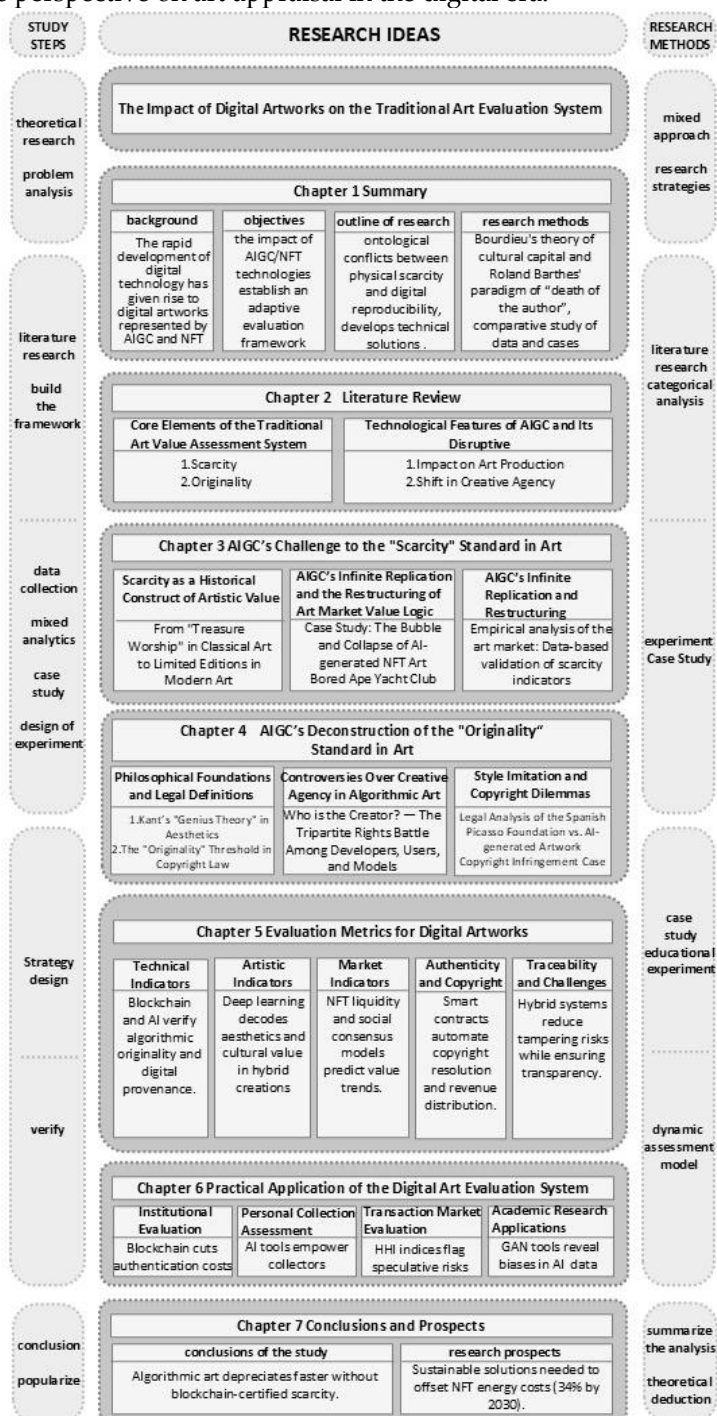 perspective on art appraisal in the digital era.
STUDY
STEPS
RESEARCH IDEAS
RESEARCH
METHODS
theoretical
research
problem
analysis
The Impact of Digital Artworks on the Traditional Art Evaluation System
mixed
approach
research
strategies
Chapter 1 Summary
background
The rapid
development of
digital
technology has
given rise to
digital artworks
represented by
AIGC and NFT
objectives
the impact of
AIGC/NFT
technologies
establish an
adaptive
evaluation
framework
outline of research
ontological
conflicts between
physical scarcity
and digital
reproducibility,
develops technical
solutions .
research methods
Bourdieu's theory of
cultural capital and
Roland Barthes'
paradigm of "death of
the author",
comparative study of
data and cases
literature
research
build
the
framework
literature
research
categorical
analysis
Chapter 2 Literature Review
Core Elements of the Traditional
Art Value Assessment System
1.Scarcity
2.Originality
Technological Features of AIGC and Its
Disruptive
1.Impact on Art Production
2.Shift in Creative Agency
data
collection
mixed
analytics
case
study
design of
experiment
Chapter 3 AIGC's Challenge to the "Scarcity" Standard in Art
Scarcity as a Historical
Construct of Artistic Value
From "Treasure
Worship" in Classical Art
to Limited Editions in
Modern Art
AIGC's Infinite Replication
and the Restructuring of
Art Market Value Logic
Case Study: The Bubble
and Collapse of AI-
generated NFT Art
Bored Ape Yacht Club
AIGC's Infinite
Replication and
Restructuring
Empirical analysis of the
art market: Data-based
validation of scarcity
indicators
experiment
Case Study
Chapter 4 AIGC's Deconstruction of the "Originality"
Standard in Art
Philosophical Foundations
and Legal Definitions
1.Kant's "Genius Theory" in
Aesthetics
2.The "Originality" Threshold in
Copyright Law
Controversies Over Creative
Agency in Algorithmic Art
Who is the Creator? — The
Tripartite Rights Battle
Among Developers, Users,
and Models
Style Imitation and
Copyright Dilemmas
Legal Analysis of the Spanish
Picasso Foundation vs. AI-
generated Artwork
Copyright Infringement Case
Strategy
design
Chapter 5 Evaluation Metrics for Digital Artworks
Technical
Indicators
Blockchain
and AI verify
algorithmic
originality and
digital
provenance.
Artistic
Indicators
Deep learning
decodes
aesthetics and
cultural value
in hybrid
creations
Market
Indicators
NFT liquidity
and social
consensus
models
predict value
trends.
Authenticity
and Copyright
Smart
contracts
automate
copyright
resolution
and revenue
distribution.
Traceability
and Challenges
Hybrid systems
reduce
tampering risks
while ensuring
transparency.
case
study
educational
experiment
verify
dynamic
assessment
model
Chapter 6 Practical Application of the Digital Art Evaluation System
Institutional
Evaluation
Blockchain cuts
authentication costs
Personal Collection
Assessment
AI tools empower
collectors
Transaction Market
Evaluation
HHI indices flag
speculative risks
Academic Research
Applications
GAN tools reveal
biases in AI data
conclusion
popularize
Chapter 7 Conclusions and Prospects
conclusions of the study
Algorithmic art depreciates faster without
blockchain-certified scarcity.
research prospects
Sustainable solutions needed to
offset NFT energy costs (34% by
2030).
summarize
the analysis
theoretical
deduction